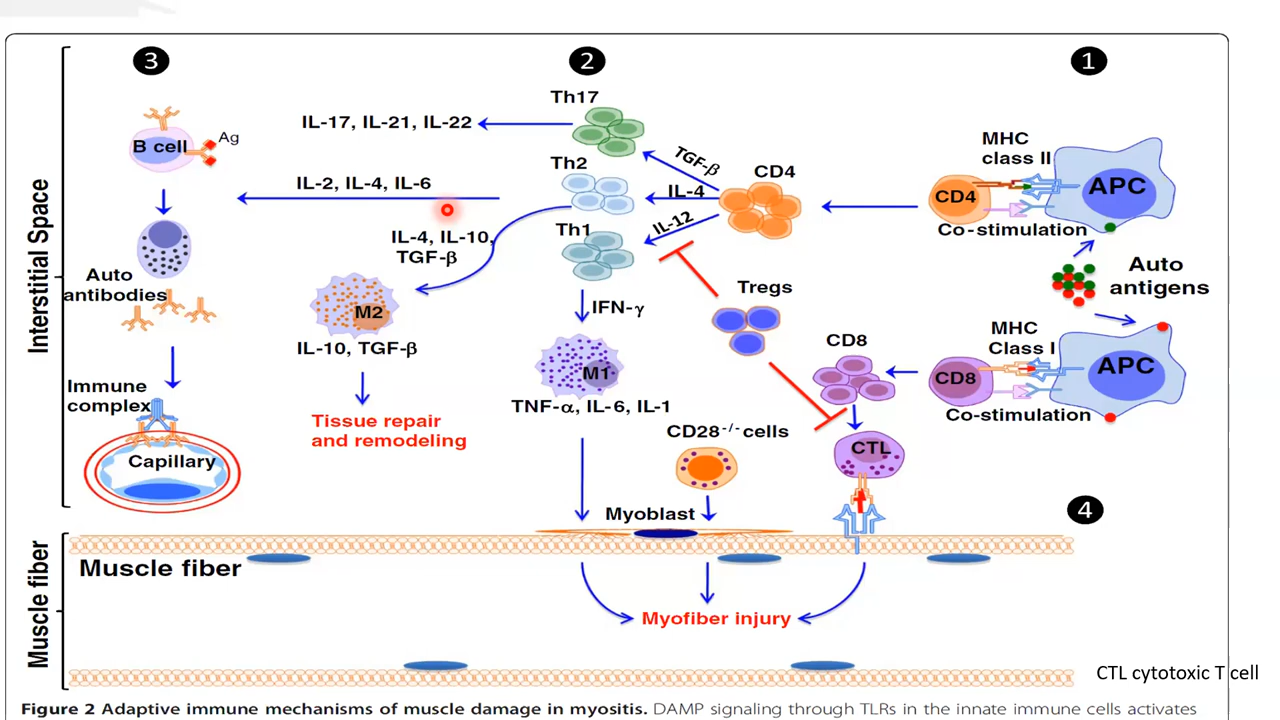 3
2
1
Th17
IL-17, IL-21, IL-22
B cell
Ag
TGF-β
MHC
class II
APC
Th2
CD4
CD4
IL-2, IL-4, IL-6
IL-4
IL-12
Co-stimulation
IL-4, IL-10,
TGF-β
Th1
Auto
antibodies
Auto
antigens
Interstitial Space
IFN-γ
Tregs
M2
MHC
Class I
CD8
IL-10, TGF-β
M1
CD8
APC
Immune
complex
TNF-α, IL-6, IL-1
Co-stimulation
Tissue repair
and remodeling
CD28-/-cells
CTL
Capillary
Myoblast
4
Muscle fiber
Muscle fiber
Myofiber injury
CTL cytotoxic T cell
Figure 2 Adaptive immune mechanisms of muscle damage in myositis. DAMP signaling through TLRs in the innate immune cells activates